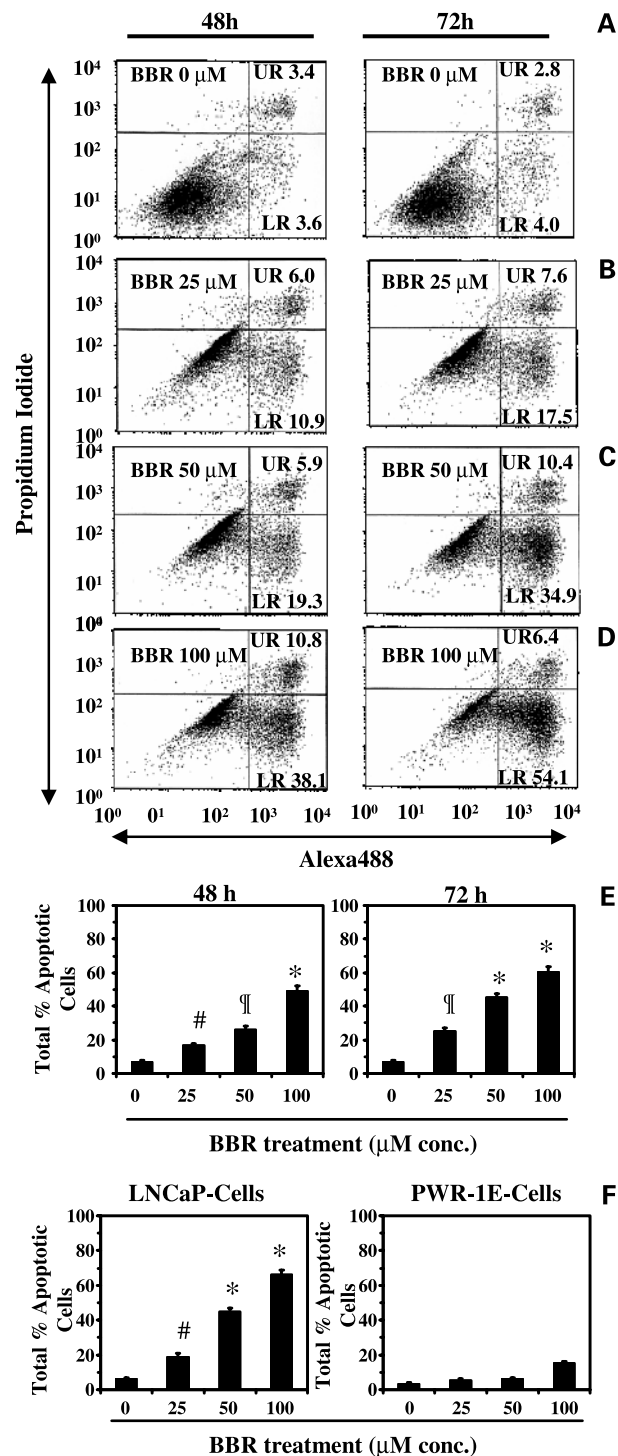 48h 72h A
10⁴ BBR 0 μM UR 3.4 BBR 0 μM UR 2.8
10³
10²
10¹
10⁰ LR 3.6 LR 4.0
10⁴ BBR 25 μM UR 6.0 BBR 25 μM UR 7.6 B
10³
10²
10¹
10⁰ LR 10.9 LR 17.5
BBR 50 μM UR 5.9 BBR 50 μM UR 10.4 C
10³
10²
10¹
LR 19.3 LR 34.9
BBR 100 μM UR 10.8 BBR 100 μM UR6.4 D
10³
10²
10¹
10⁰ LR 38.1 LR 54.1
10⁰ 0¹ 10² 10³ 10⁴ 10⁰ 10¹ 10² 10³ 10⁴
Propidium Iodide
Alexa488
48 h 72 h E
Total % Apoptotic
Cells
100
80
60
40
20
0
# ¶ * ¶ * *
0 25 50 100 0 25 50 100
BBR treatment (μM conc.)
LNCaP-Cells PWR-1E-Cells F
Total % Apoptotic
Cells
100
80
60
40
20
0
# * *
Total % Apoptotic
Cells
100
80
60
40
20
0
0 25 50 100 0 25 50 100
BBR treatment (μM conc.)